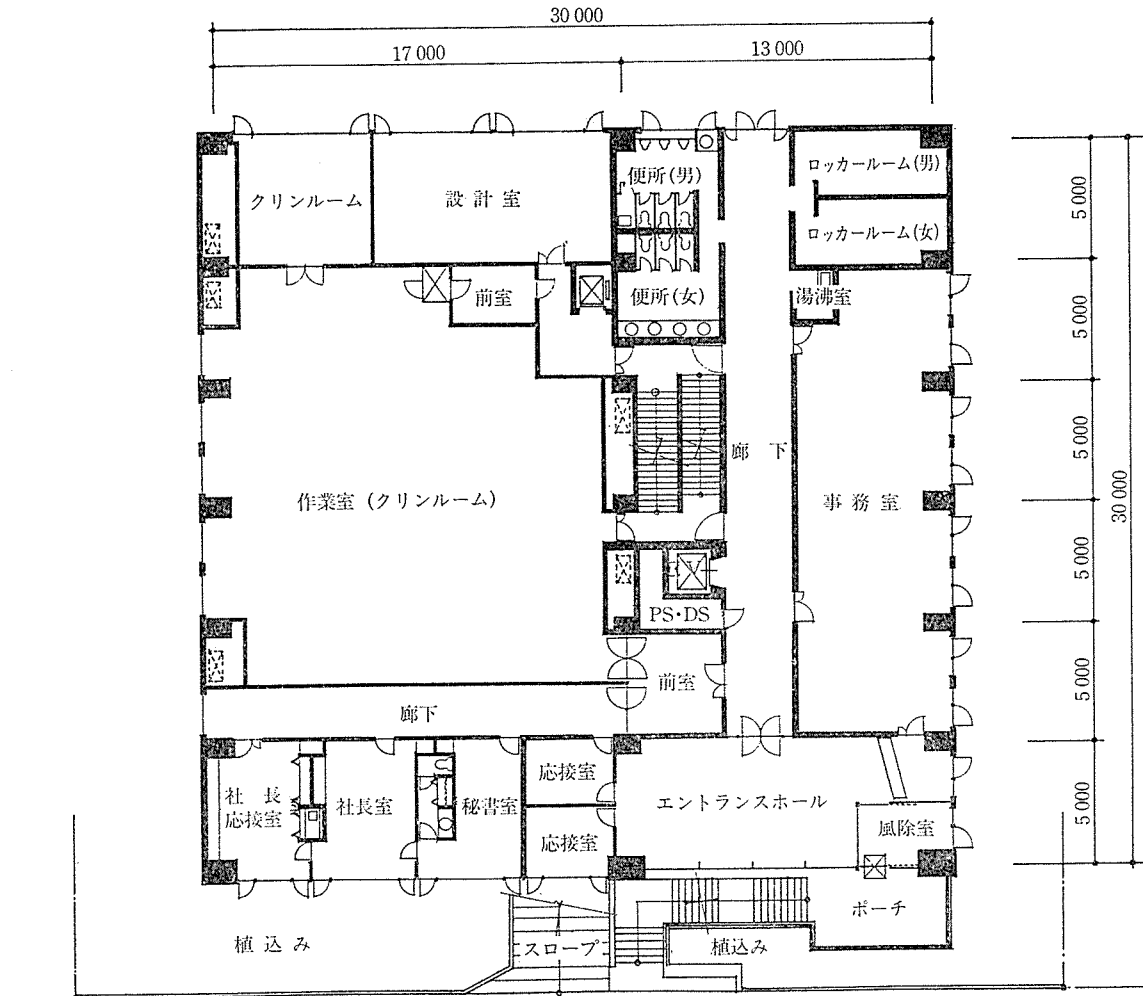 30 000
17 000
13 000
クリンルーム
設計室
便所(男)
ロッカールーム(男)
ロッカールーム(女)
前室
便所(女)
湯沸室
5 000
5 000
5 000
5 000
5 000
5 000
30 000
作業室(クリンルーム)
廊下
事務室
PS・DS
前室
廊下
社長
応接室
社長室
秘書室
応接室
応接室
エントランスホール
風除室
ポーチ
植込み
スロープ
植込み